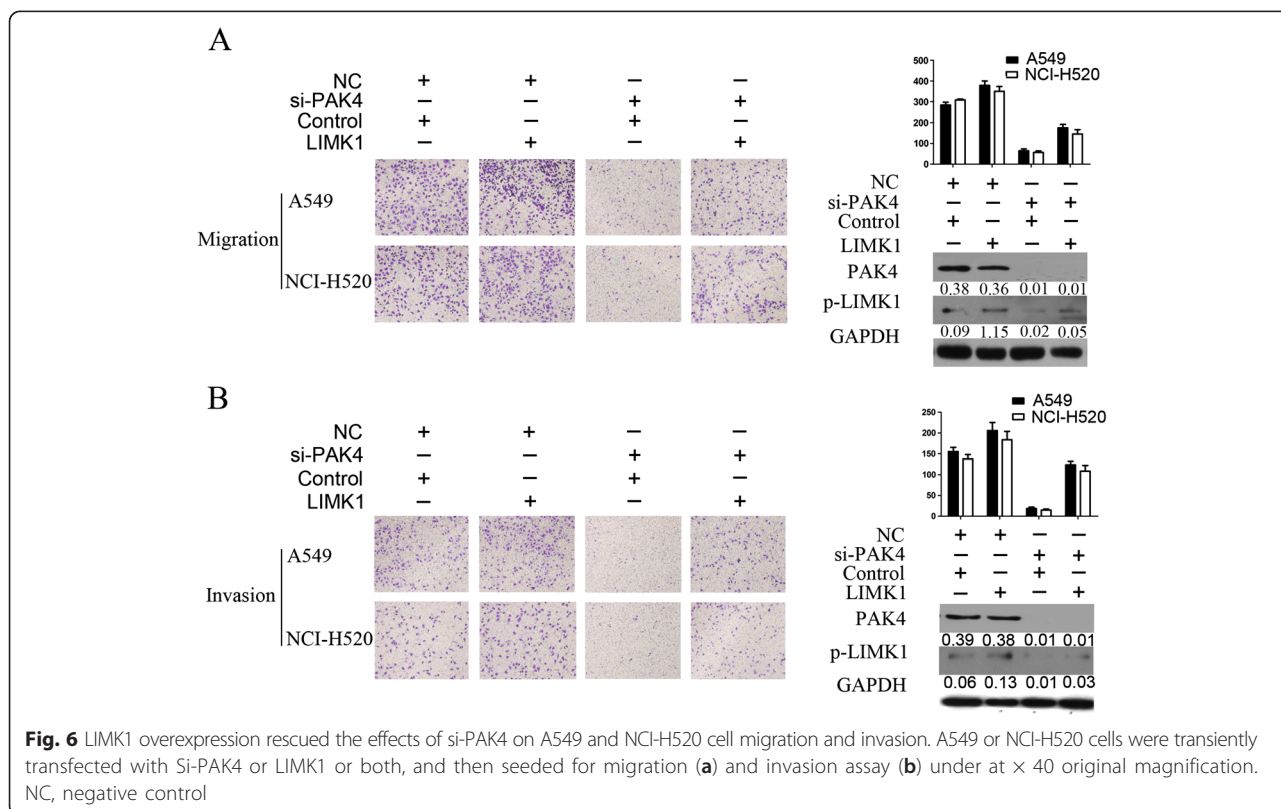 A
NC + + − −
si-PAK4 − − + +
Control + − + −
LIMK1 − + − +
Migration
A549
NCI-H520
A549
NCI-H520
500
400
300
200
100
0
NC + + − −
si-PAK4 − − + +
Control + − + −
LIMK1 − + − +
PAK4
0.38 0.36 0.01 0.01
p-LIMK1
0.09 1.15 0.02 0.05
GAPDH
B
NC + + − −
si-PAK4 − − + +
Control + − + −
LIMK1 − + − +
Invasion
A549
NCI-H520
A549
NCI-H520
250
200
150
100
50
0
NC + + − −
si-PAK4 − − + +
Control + − + −
LIMK1 − + − +
PAK4
0.39 0.38 0.01 0.01
p-LIMK1
0.06 0.13 0.01 0.03
GAPDH
Fig. 6 LIMK1 overexpression rescued the effects of si-PAK4 on A549 and NCI-H520 cell migration and invasion. A549 or NCI-H520 cells were transiently
transfected with Si-PAK4 or LIMK1 or both, and then seeded for migration (a) and invasion assay (b) under at × 40 original magnification.
NC, negative control